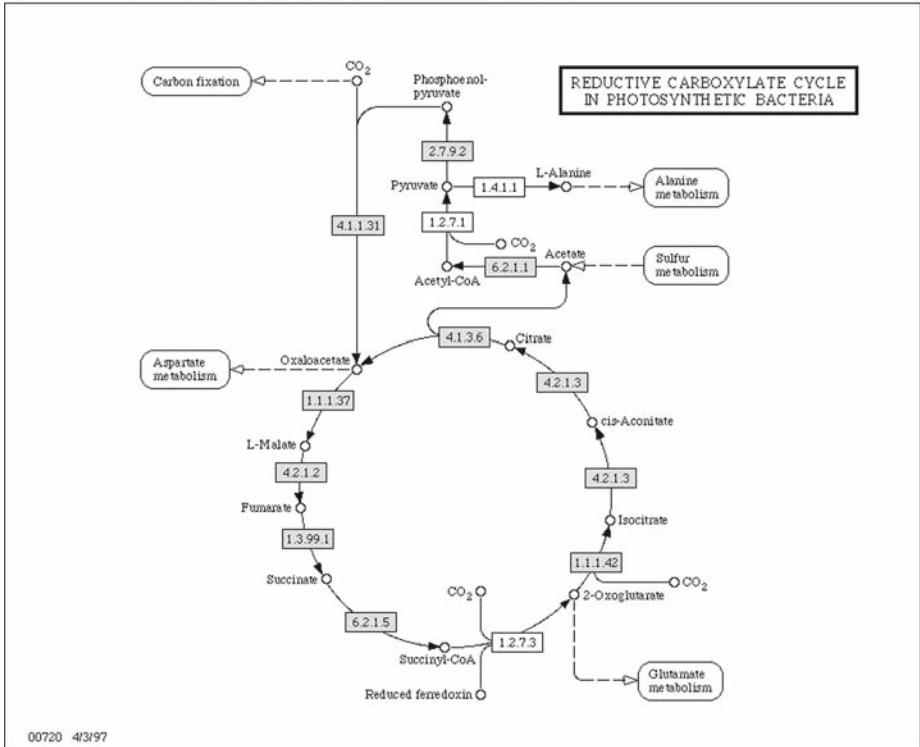 REDUCTIVE CARBOXYLATE CYCLE
IN PHOTOSYNTHETIC BACTERIA
CO2
Carbon fixation
Phosphoenol-
pyruvate
2.7.9.2
L-Alanine
Pyruvate
1.4.1.1
Alanine
metabolism
4.1.1.31
1.2.7.1
CO2
Acetate
6.2.1.1
Acetyl-CoA
Sulfur
metabolism
4.1.3.6
Citrate
Oxaloacetate
Aspartate
metabolism
4.2.1.3
1.1.1.37
cis-Aconitate
L-Malate
4.2.1.2
4.2.1.3
Fumarate
Isocitrate
1.3.99.1
1.1.1.42
Succinate
CO2
CO2
2-Oxoglutarate
6.2.1.5
1.2.7.3
Succinyl-CoA
Reduced ferredoxin
Glutamate
metabolism
00720 4/3/97